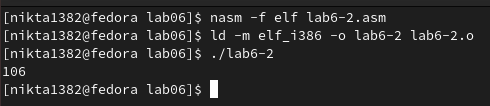 [nikta1382@fedora lab06]$ nasm -f elf lab6-2.asm
[nikta1382@fedora lab06]$ ld -m elf_i386 -o lab6-2 lab6-2.o
[nikta1382@fedora lab06]$ ./lab6-2
106
[nikta1382@fedora lab06]$